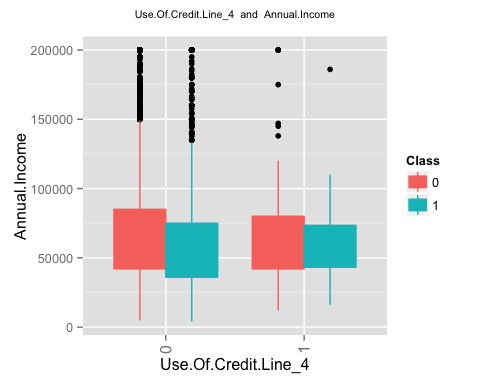 Use.Of.Credit.Line_4 and Annual.Income
200000
150000
100000
50000
0
Annual.Income
0
1
Use.Of.Credit.Line_4
Class
0
1